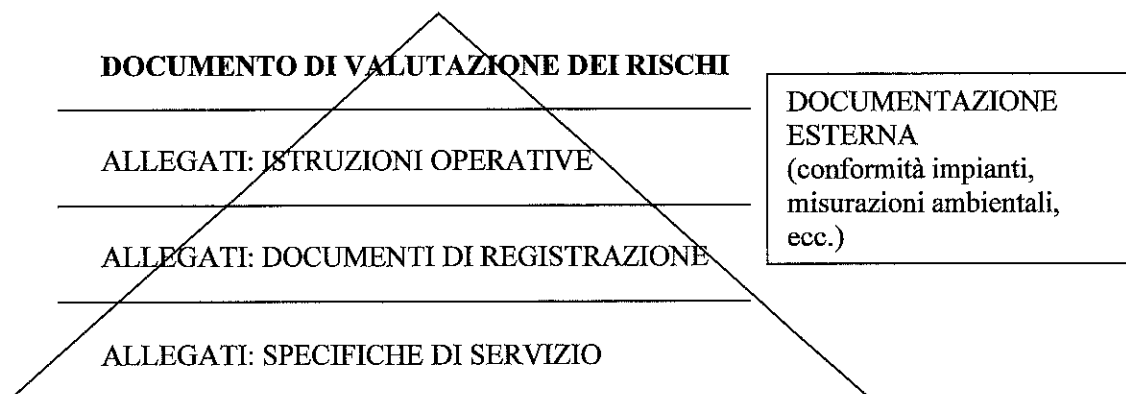 DOCUMENTO DI VALUTAZIONE DEI RISCHI
ALLEGATI: ISTRUZIONI OPERATIVE
ALLEGATI: DOCUMENTI DI REGISTRAZIONE
ALLEGATI: SPECIFICHE DI SERVIZIO
DOCUMENTAZIONE
ESTERNA
(conformità impianti,
misurazioni ambientali,
ecc.)